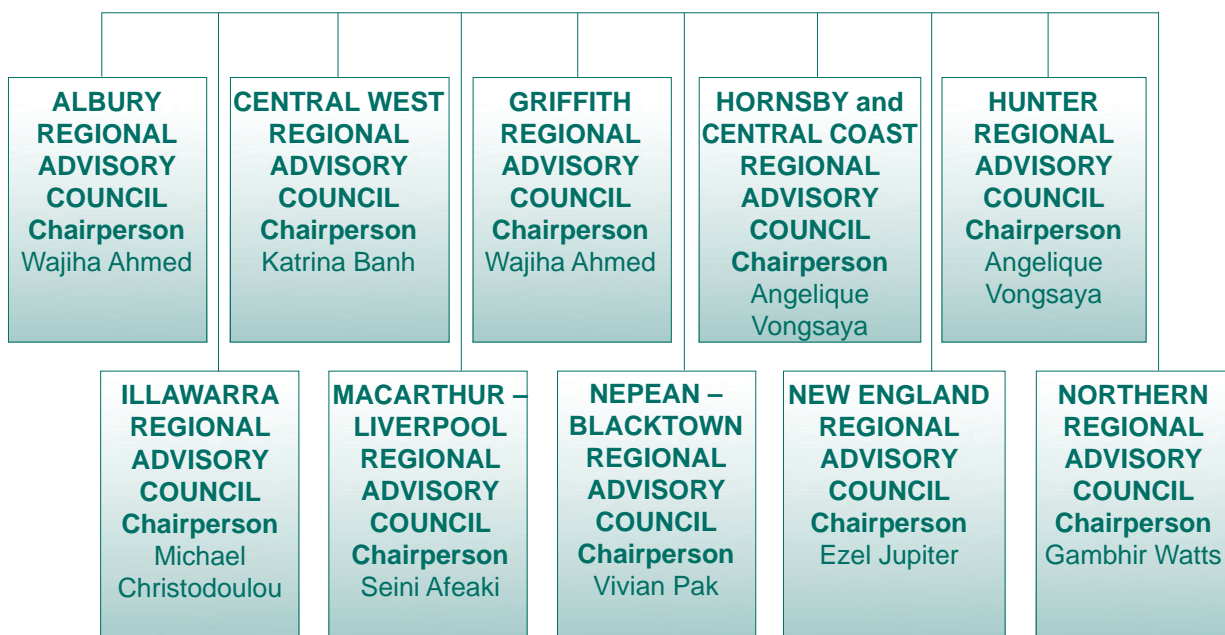 ALBURY
REGIONAL
ADVISORY
COUNCIL
Chairperson
Wajiha Ahmed
CENTRAL WEST
REGIONAL
ADVISORY
COUNCIL
Chairperson
Katrina Banh
GRIFFITH
REGIONAL
ADVISORY
COUNCIL
Chairperson
Wajiha Ahmed
HORNSBY and
CENTRAL COAST
REGIONAL
ADVISORY
COUNCIL
Chairperson
Angelique
Vongsaya
HUNTER
REGIONAL
ADVISORY
COUNCIL
Chairperson
Angelique
Vongsaya
ILLAWARRA
REGIONAL
ADVISORY
COUNCIL
Chairperson
Michael
Christodoulou
MACARTHUR –
LIVERPOOL
REGIONAL
ADVISORY
COUNCIL
Chairperson
Seini Afeaki
NEPEAN –
BLACKTOWN
REGIONAL
ADVISORY
COUNCIL
Chairperson
Vivian Pak
NEW ENGLAND
REGIONAL
ADVISORY
COUNCIL
Chairperson
Ezel Jupiter
NORTHERN
REGIONAL
ADVISORY
COUNCIL
Chairperson
Gambhir Watts